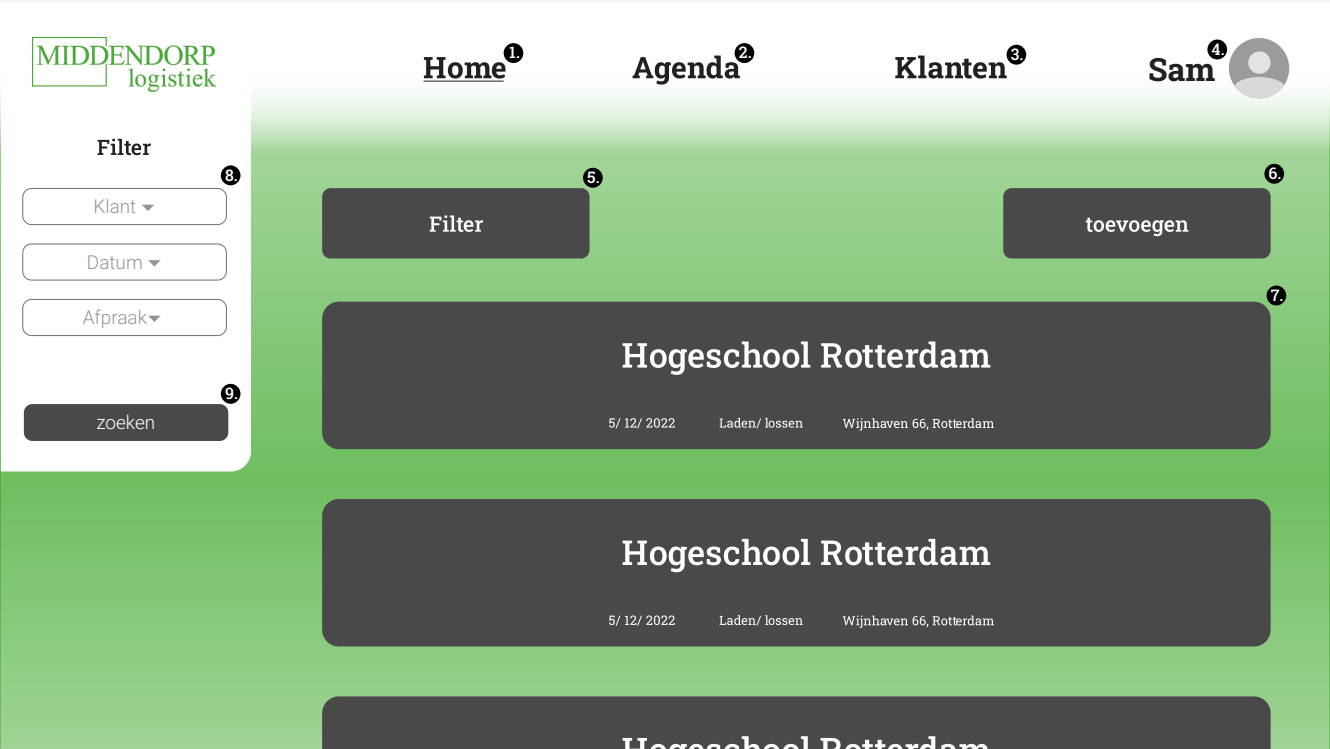 MIDDENDORP
logistiek
Home 1.
Agenda 2.
Klanten 3.
Sam 4.
Filter
8.
Klant
Datum
Afpraak
9.
zoeken
5.
Filter
6.
toevoegen
7.
Hogeschool Rotterdam
5/ 12/ 2022 Laden/ lossen Wijnhaven 66, Rotterdam
Hogeschool Rotterdam
5/ 12/ 2022 Laden/ lossen Wijnhaven 66, Rotterdam
Hogeschool Rotterdam